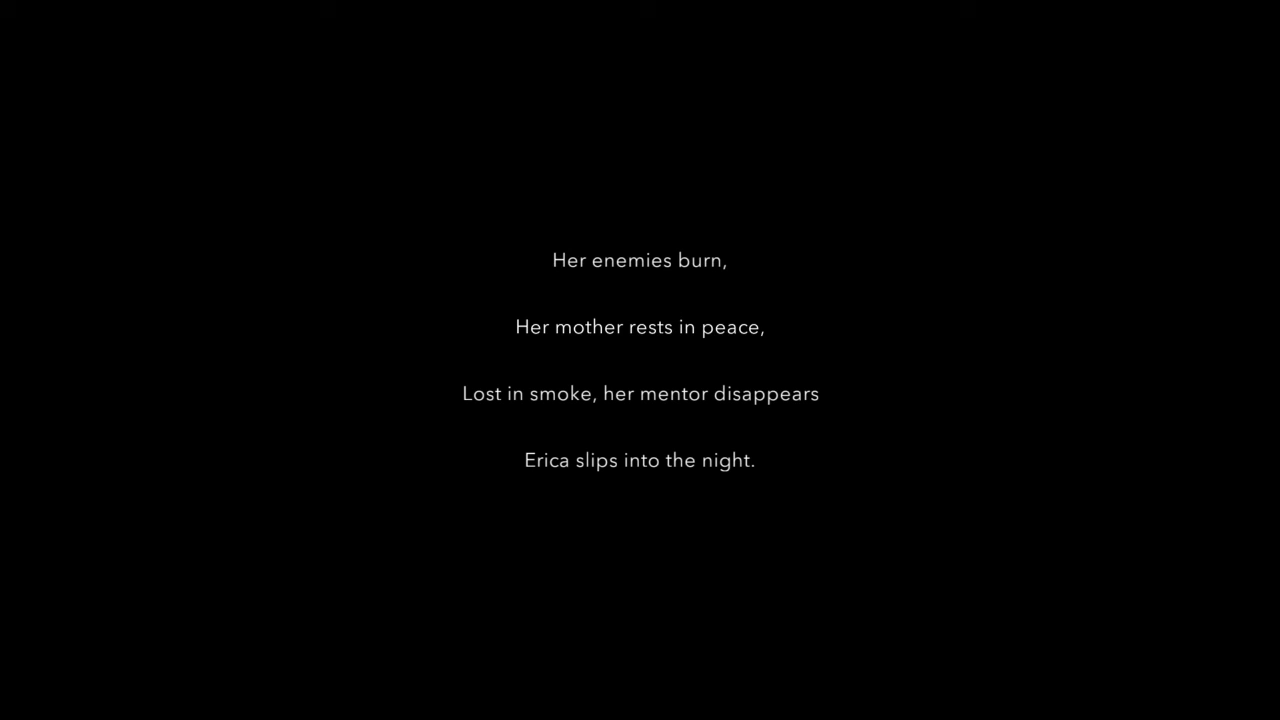 Her enemies burn,
Her mother rests in peace,
Lost in smoke, her mentor disappears
Erica slips into the night.